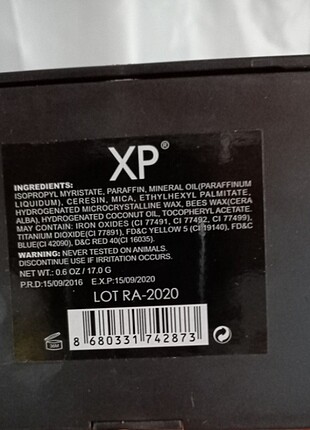 XP®
INGREDIENTS:
ISOPROPYL MYRISTATE, PARAFFIN, MINERAL OIL(PARAFFINUM
LIQUIDUM), CERESIN, MICA, ETHYLHEXYL PALMITATE,
HYDROGENATED MICROCRYSTALLINE WAX, BEES WAX(CERA
ALBA), HYDROGENATED COCONUT OIL, TOCOPHERYL ACETATE.
MAY CONTAIN: IRON OXIDES (CI 77491, CI 77492, CI 77499),
TITANIUM DIOXIDE(CI 77891), FD&C YELLOW 5 (CI 19140), FD&C
BLUE(CI 42090), D&C RED 40(CI 16035).
WARNING: NEVER TESTED ON ANIMALS.
DISCONTINUE USE IF IRRITATION OCCURS.
NET WT.: 0.6 OZ / 17.0 G
P.R.D:15/09/2016 E.X.P:15/09/2020
LOT RA-2020
8 680331 742873